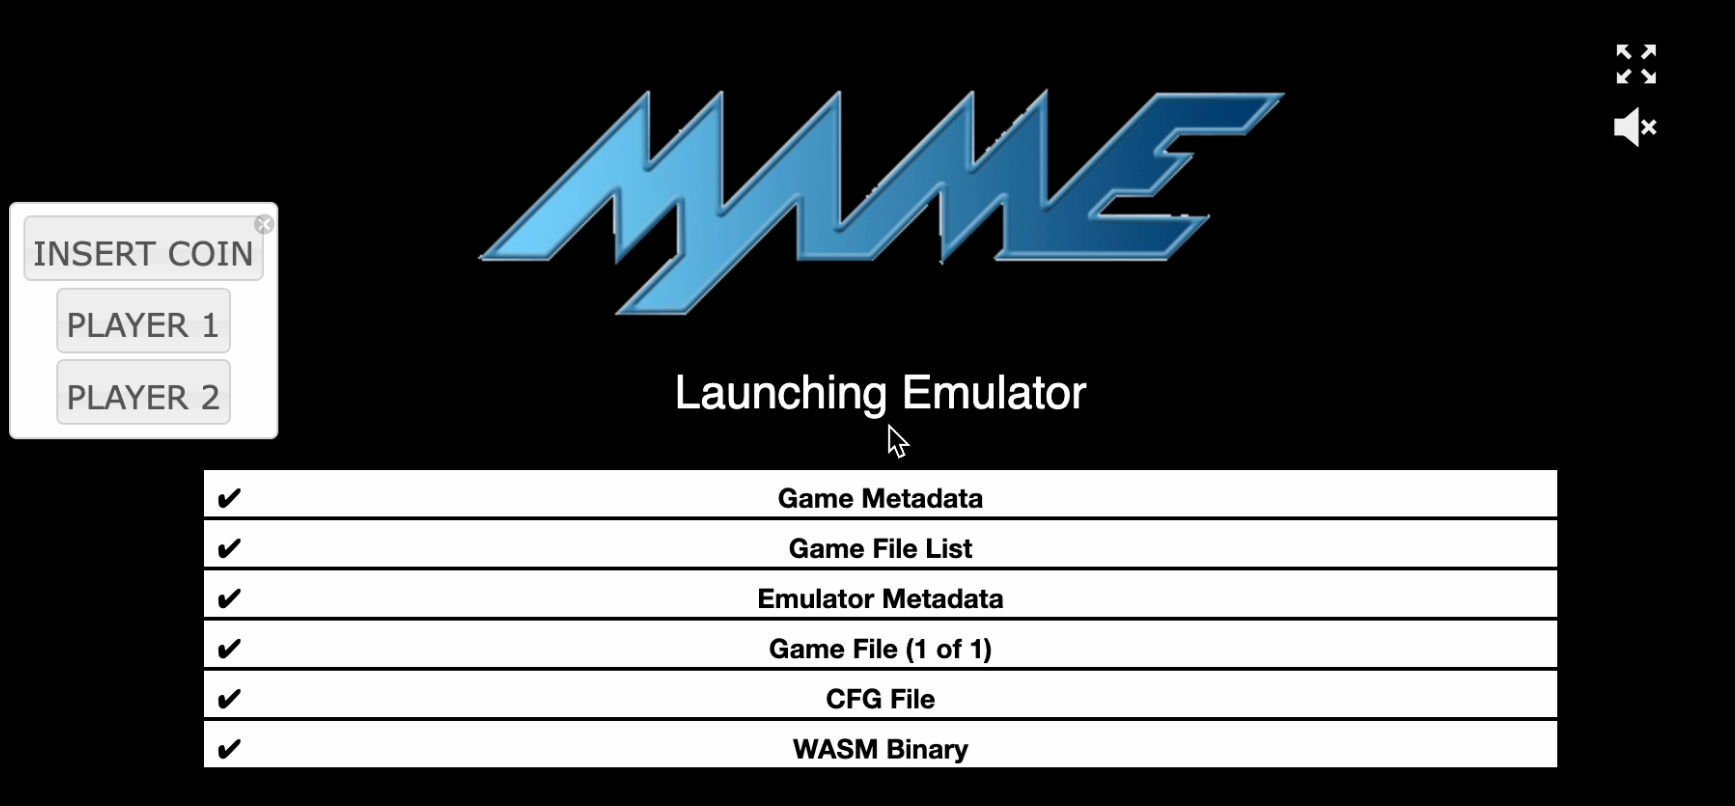 MAME
INSERT COIN
PLAYER 1
PLAYER 2
Launching Emulator
✔ Game Metadata
✔ Game File List
✔ Emulator Metadata
✔ Game File (1 of 1)
✔ CFG File
✔ WASM Binary